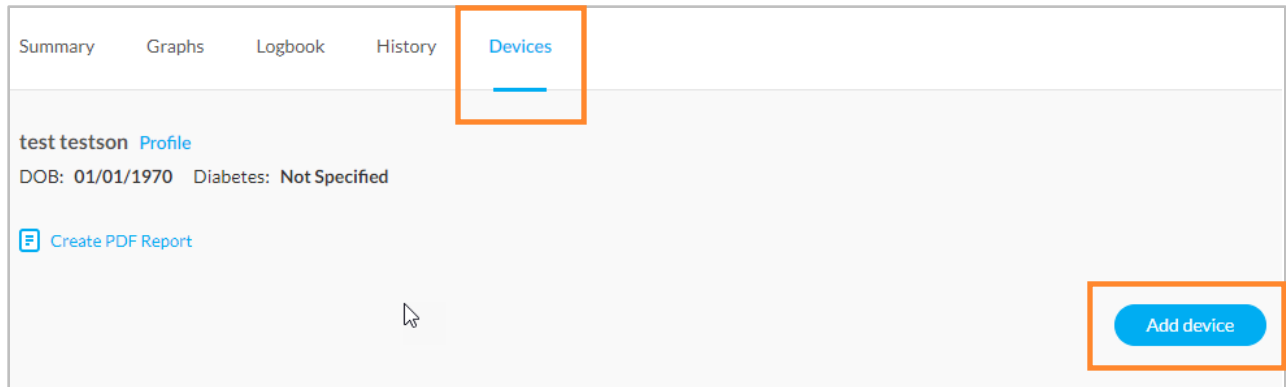 Summary Graphs Logbook History Devices
test testson Profile
DOB: 01/01/1970 Diabetes: Not Specified
Create PDF Report
Add device